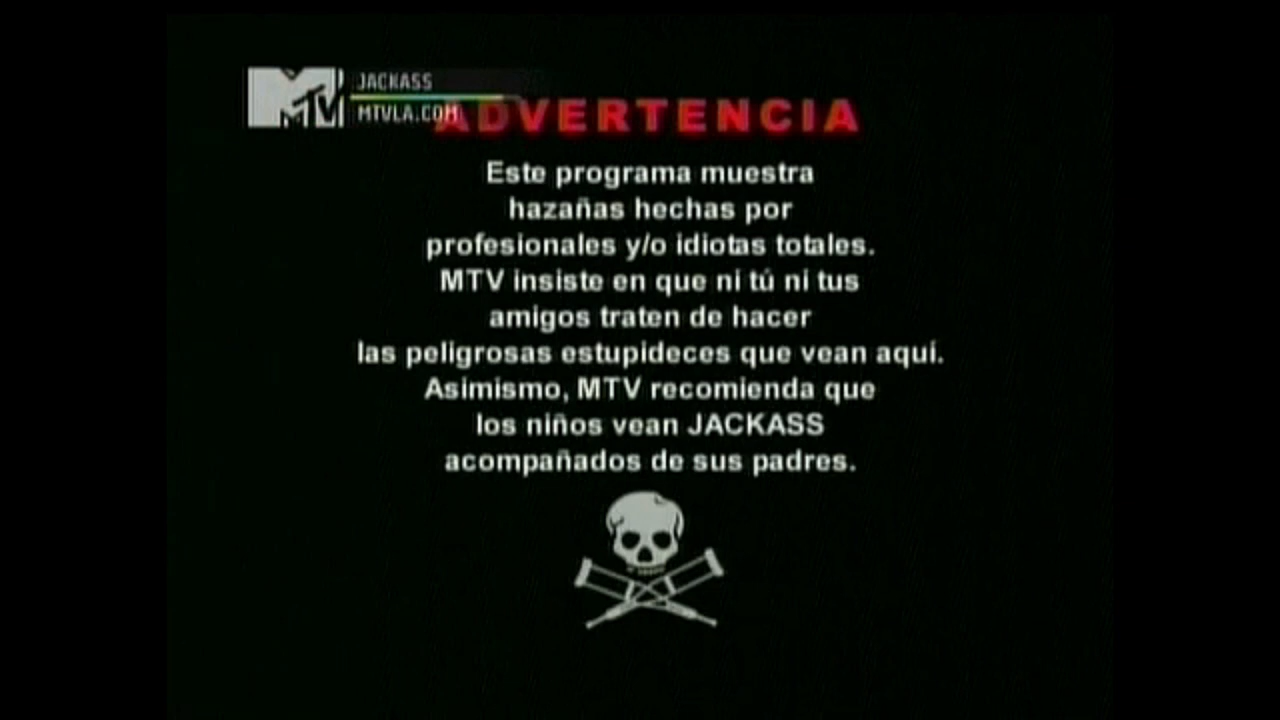 MTV
JACKASS
MTVLA.COM
ADVERTENCIA
Este programa muestra
hazañas hechas por
profesionales y/o idiotas totales.
MTV insiste en que ni tú ni tus
amigos traten de hacer
las peligrosas estupideces que vean aquí.
Asimismo, MTV recomienda que
los niños vean JACKASS
acompañados de sus padres.